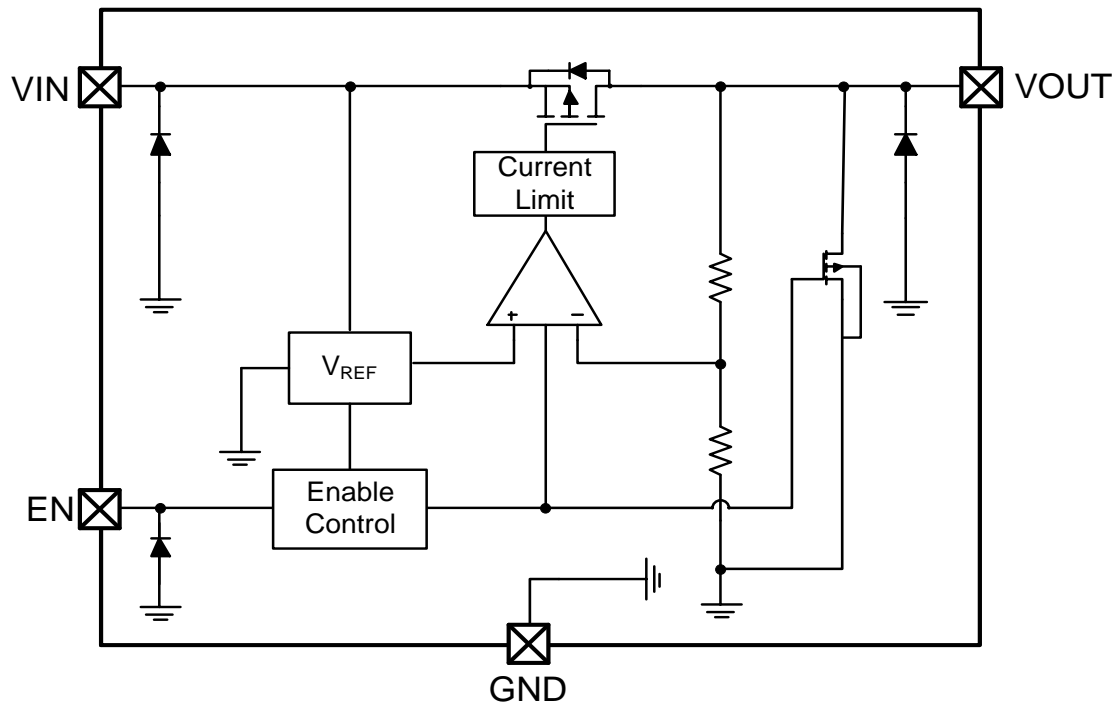 VIN
VOUT
Current
Limit
+ −
VREF
EN
Enable
Control
GND